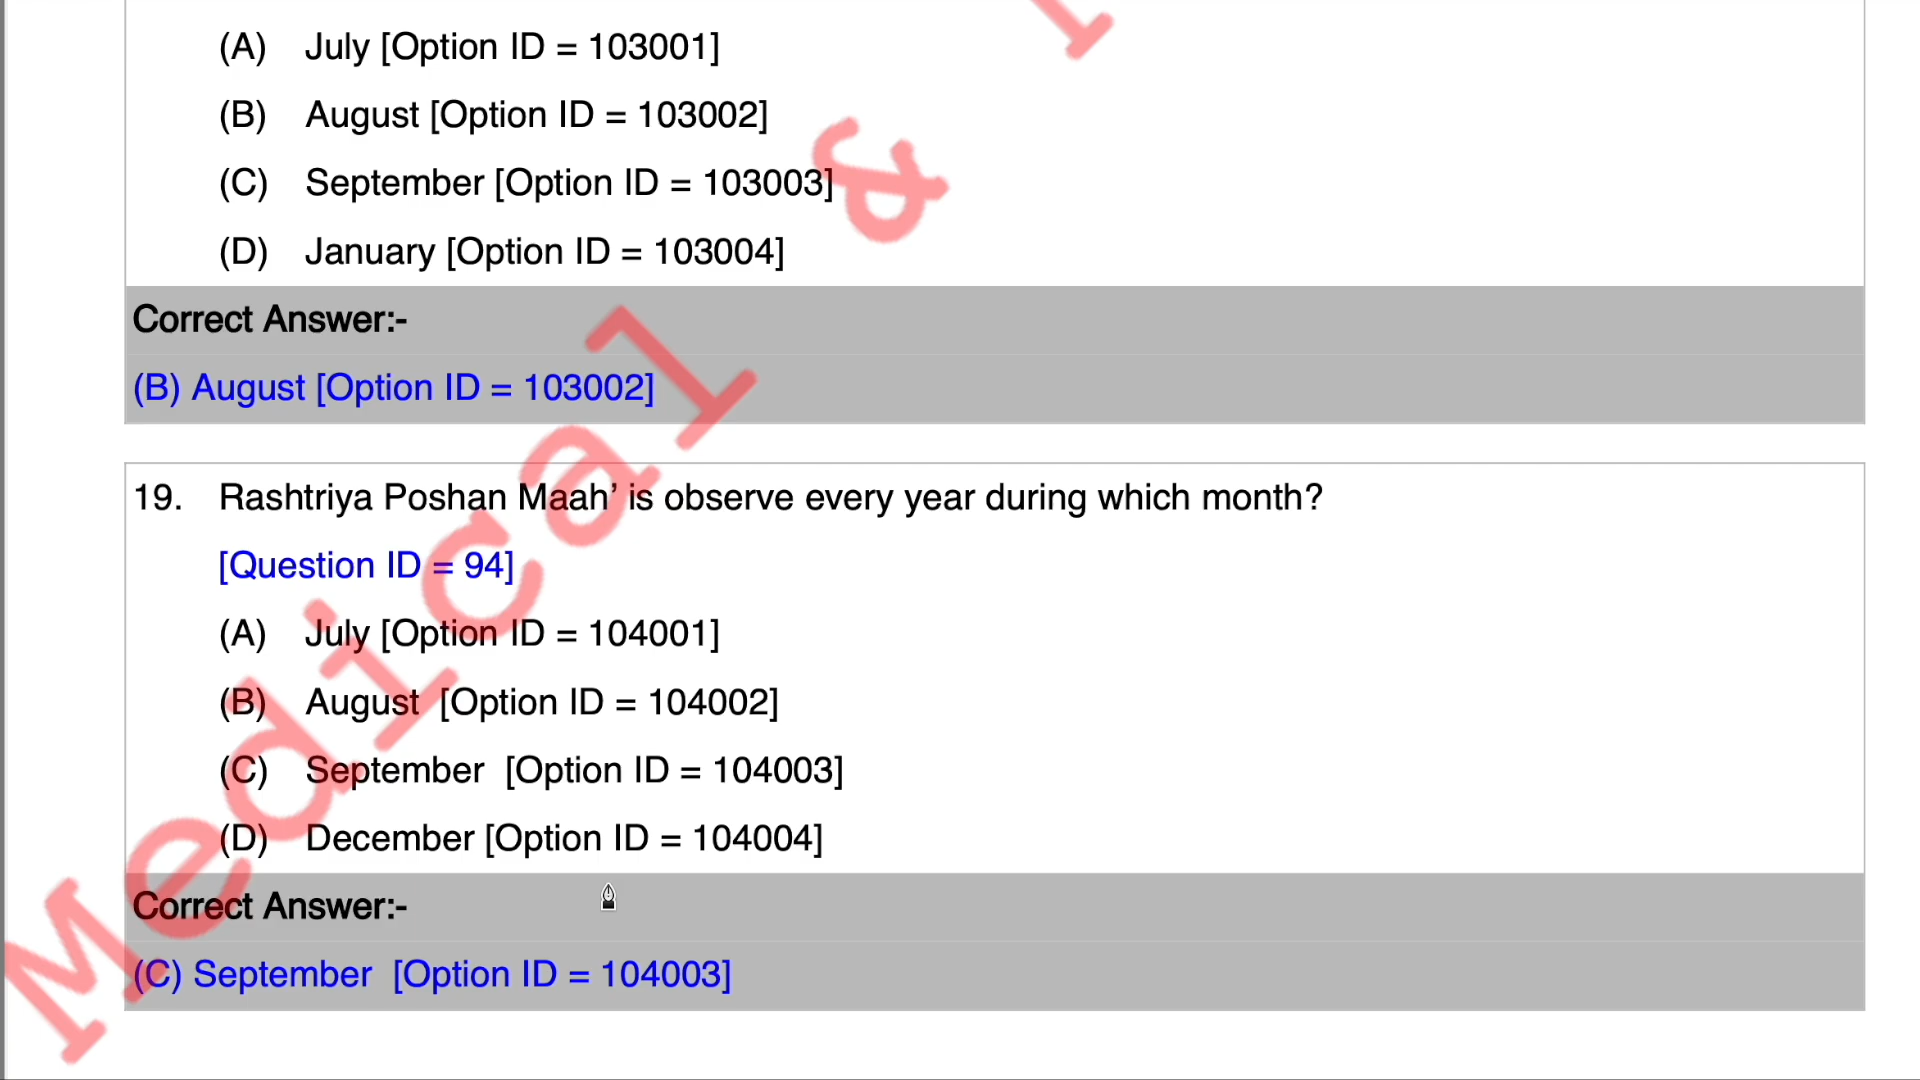 (A) July [Option ID = 103001]
(B) August [Option ID = 103002]
(C) September [Option ID = 103003]
(D) January [Option ID = 103004]
Correct Answer:-
(B) August [Option ID = 103002]
19. Rashtriya Poshan Maah’ is observe every year during which month?
[Question ID = 94]
(A) July [Option ID = 104001]
(B) August [Option ID = 104002]
(C) September [Option ID = 104003]
(D) December [Option ID = 104004]
Correct Answer:-
(C) September [Option ID = 104003]
Medical &